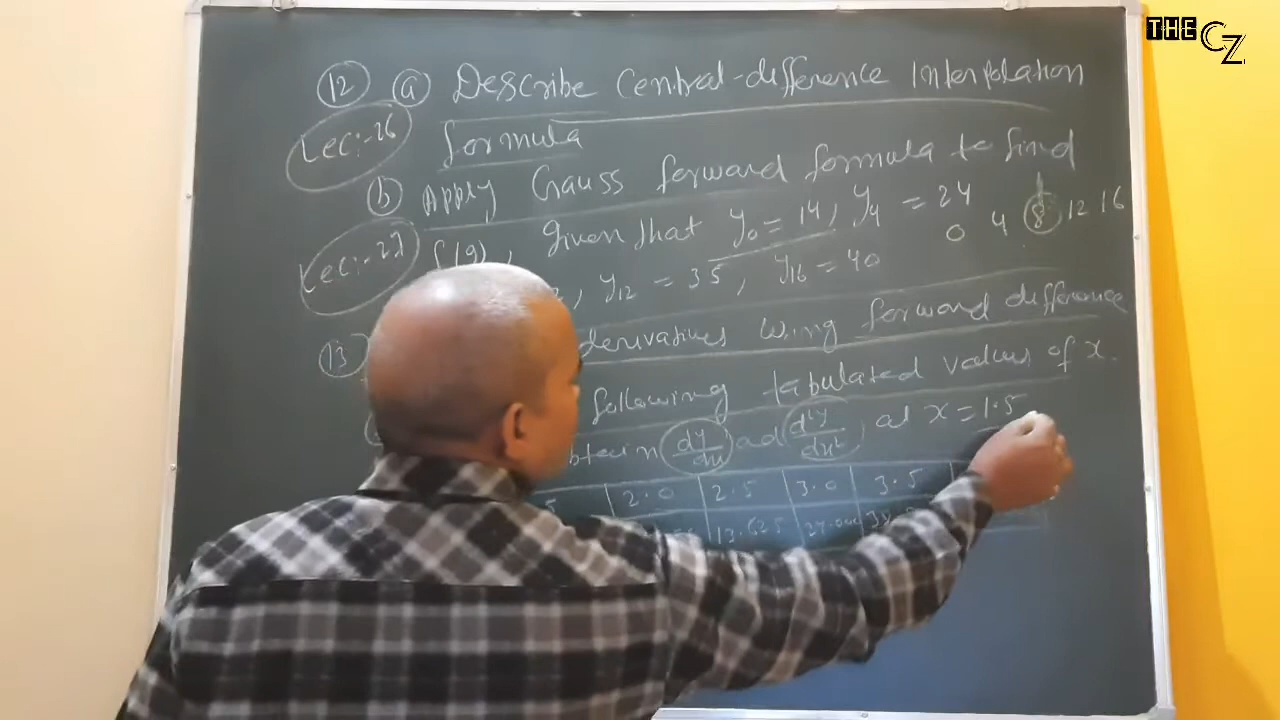 THE CZ
12 a Describe Central-difference Interpolation
Lec:-26 formula
b Apply Gauss forward formula to find
Lec:-27 f(9), given that y0 = 14, y4 = 24
0 4 8 12 16
, y12 = 35, y16 = 40
13 derivatives using forward difference
following tabulated values of x.
btain dy/dx ad d²y/dx², at x = 1.5
5 2.0 2.5 3.0 3.5
13.625 27.000